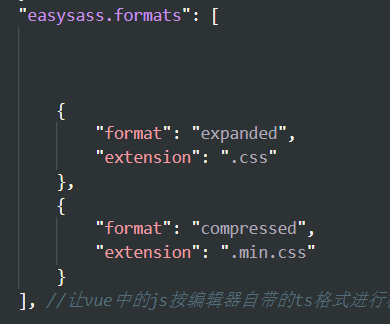 "easysass.formats": [
{
"format": "expanded",
"extension": ".css"
},
{
"format": "compressed",
"extension": ".min.css"
}
], //让vue中的js按编辑器自带的ts格式进行